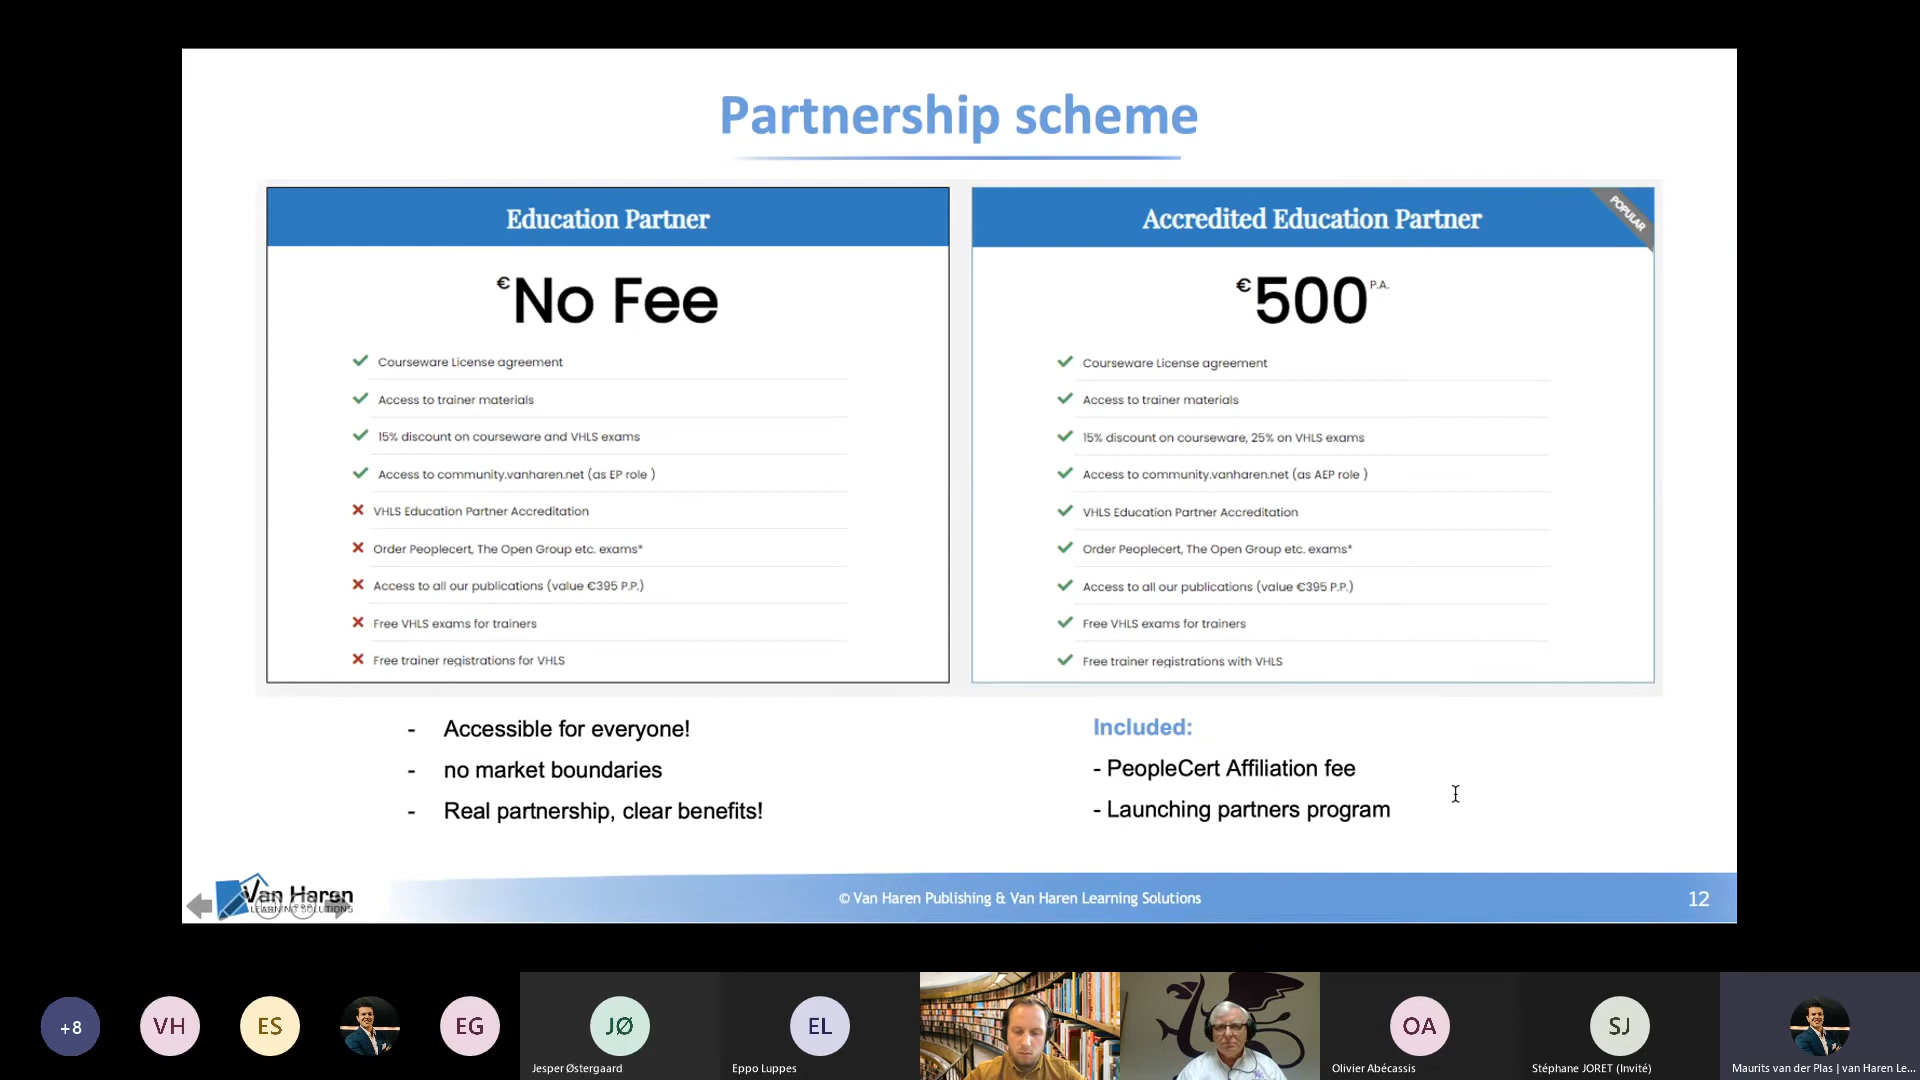 Partnership scheme
Education Partner
€No Fee
Courseware License agreement
Access to trainer materials
15% discount on courseware and VHLS exams
Access to community.vanharen.net (as EP role )
VHLS Education Partner Accreditation
Order Peoplecert, The Open Group etc. exams*
Access to all our publications (value €395 P.P.)
Free VHLS exams for trainers
Free trainer registrations for VHLS
Accredited Education Partner
POPULAR
€500 P.A.
Courseware License agreement
Access to trainer materials
15% discount on courseware, 25% on VHLS exams
Access to community.vanharen.net (as AEP role )
VHLS Education Partner Accreditation
Order Peoplecert, The Open Group etc. exams*
Access to all our publications (value €395 P.P.)
Free VHLS exams for trainers
Free trainer registrations with VHLS
- Accessible for everyone!
- no market boundaries
- Real partnership, clear benefits!
Included:
- PeopleCert Affiliation fee
- Launching partners program
Van Haren
LEARNING SOLUTIONS
© Van Haren Publishing & Van Haren Learning Solutions
12
+8
VH
ES
EG
JØ
Jesper Østergaard
EL
Eppo Luppes
OA
Olivier Abécassis
SJ
Stéphane JORET (Invité)
Maurits van der Plas | van Haren Le...